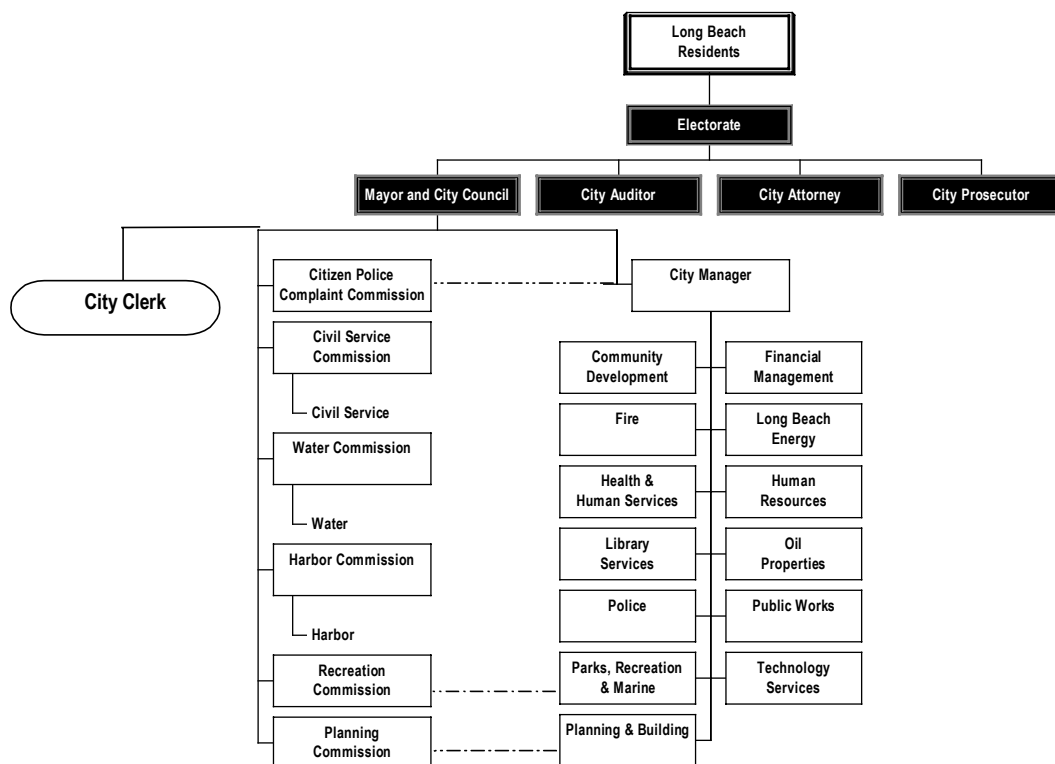 Long Beach
Residents
Electorate
Mayor and City Council
City Auditor
City Attorney
City Prosecutor
City Clerk
Citizen Police
Complaint Commission
City Manager
Civil Service
Commission
Civil Service
Water Commission
Water
Harbor Commission
Harbor
Recreation
Commission
Planning
Commission
Community
Development
Financial
Management
Fire
Long Beach
Energy
Health &
Human Services
Human
Resources
Library
Services
Oil
Properties
Police
Public Works
Parks, Recreation
& Marine
Technology
Services
Planning & Building